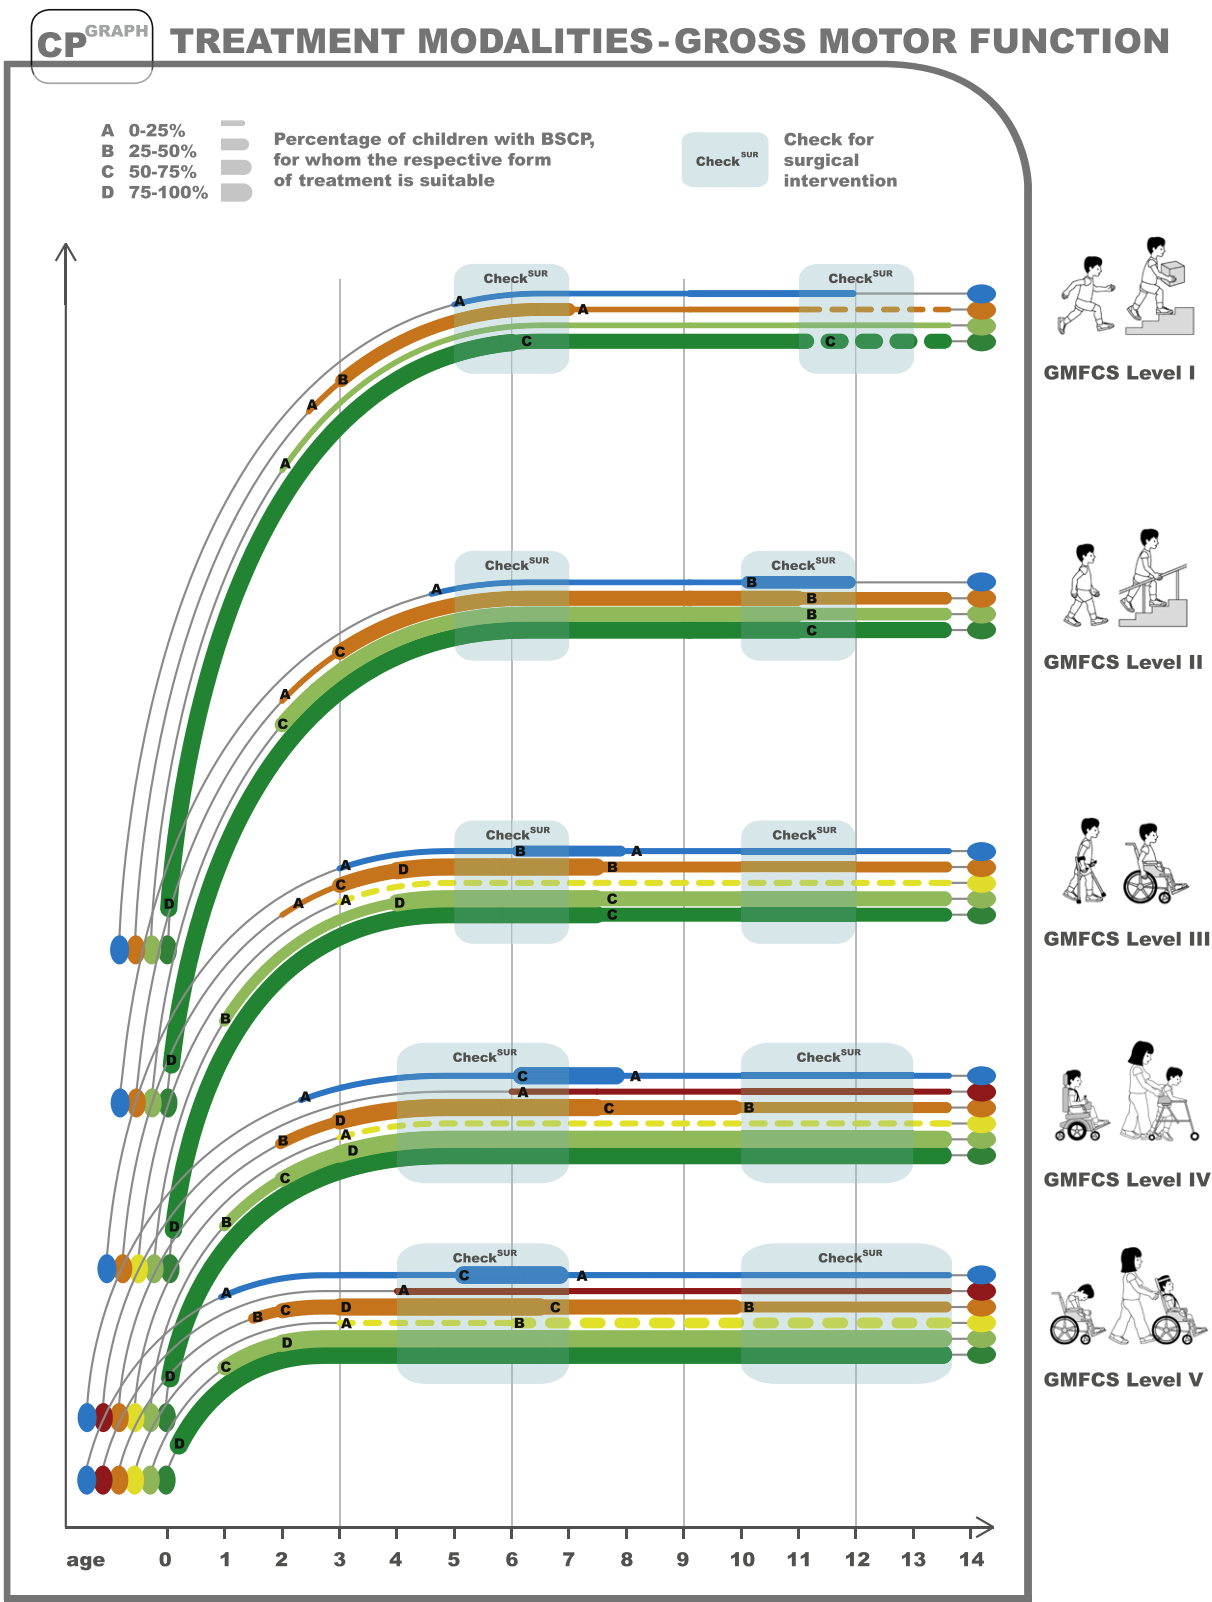 CP GRAPH
TREATMENT MODALITIES - GROSS MOTOR FUNCTION
A 0-25%
B 25-50%
C 50-75%
D 75-100%
Percentage of children with BSCP,
for whom the respective form
of treatment is suitable
Check SUR
Check for
surgical
intervention
Check SUR
Check SUR
A
A
B
A
A
C
C
D
GMFCS Level I
Check SUR
Check SUR
A
B
B
C
A
B
C
C
D
GMFCS Level II
Check SUR
Check SUR
A
B
A
A
C
D
B
A
B
D
C
C
D
GMFCS Level III
Check SUR
Check SUR
A
C
A
A
B
D
C
B
A
B
C
D
D
GMFCS Level IV
Check SUR
Check SUR
A
C
A
A
B
C
D
C
B
A
B
C
D
D
GMFCS Level V
age 0 1 2 3 4 5 6 7 8 9 10 11 12 13 14